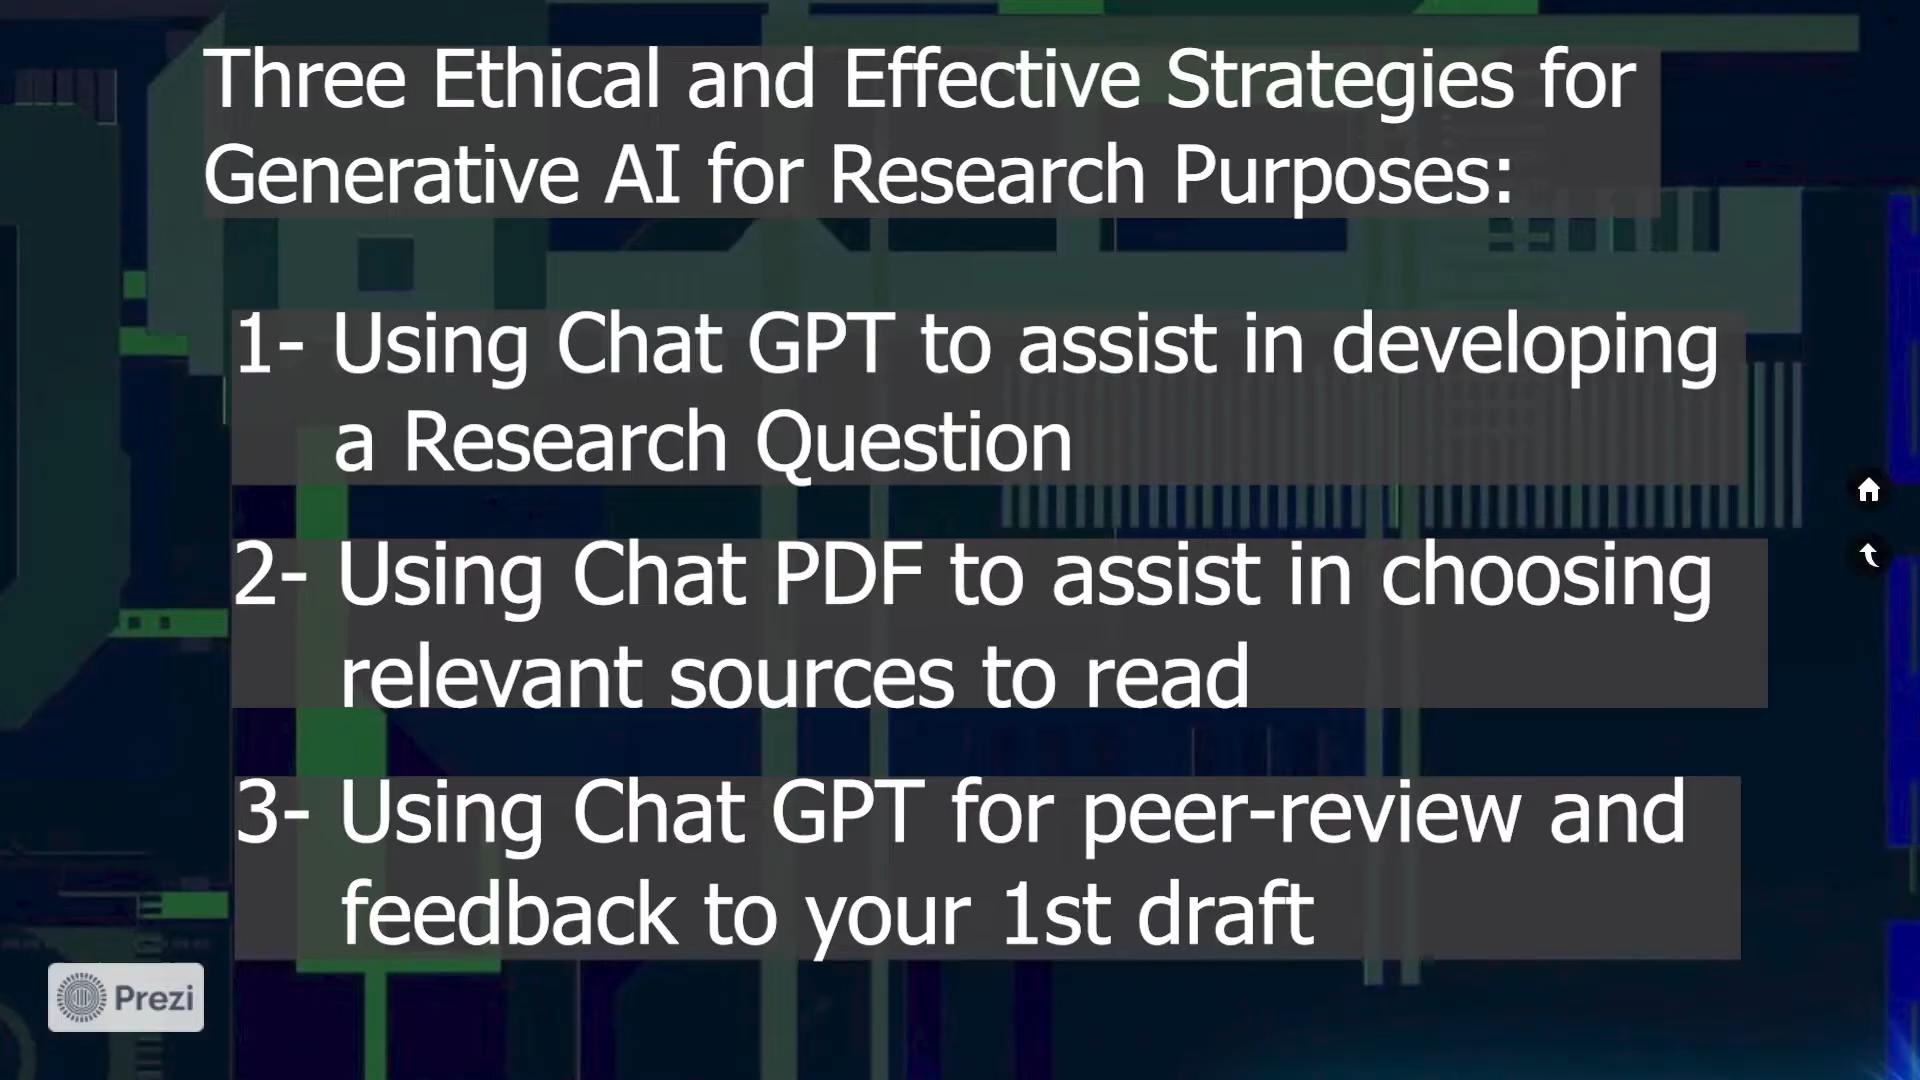 Three Ethical and Effective Strategies for
Generative AI for Research Purposes:
1- Using Chat GPT to assist in developing
a Research Question
2- Using Chat PDF to assist in choosing
relevant sources to read
3- Using Chat GPT for peer-review and
feedback to your 1st draft
Prezi